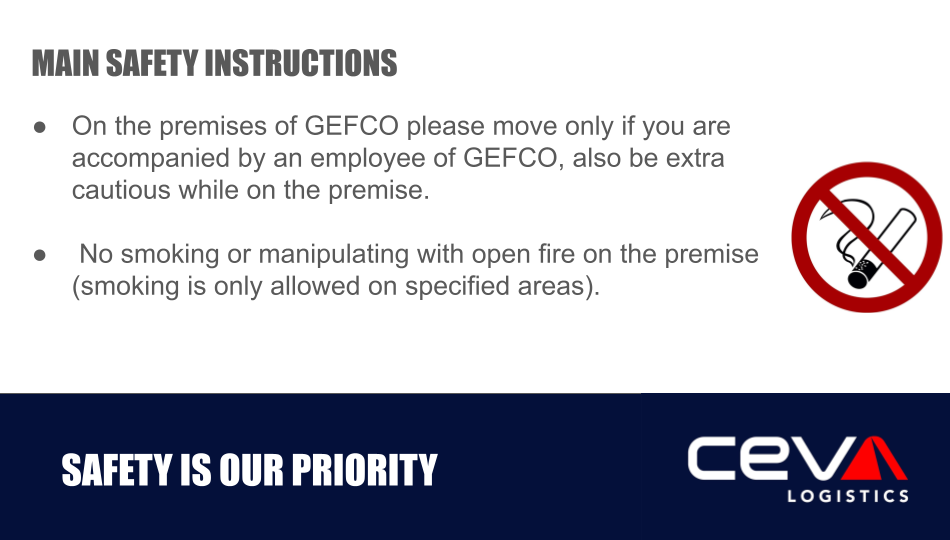 MAIN SAFETY INSTRUCTIONS
● On the premises of GEFCO please move only if you are
accompanied by an employee of GEFCO, also be extra
cautious while on the premise.
● No smoking or manipulating with open fire on the premise
(smoking is only allowed on specified areas).
SAFETY IS OUR PRIORITY
CEVA
LOGISTICS